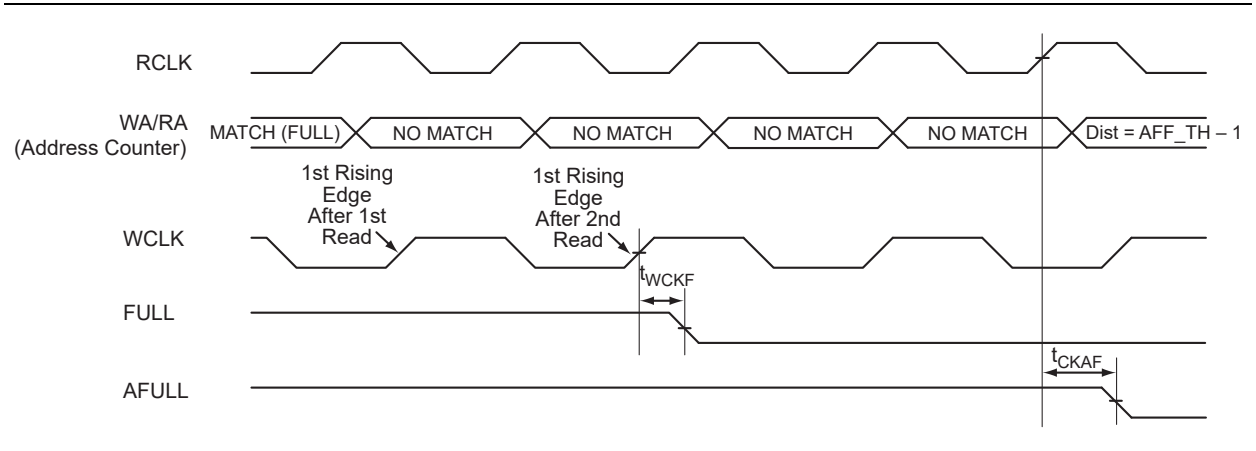 RCLK
WA/RA
(Address Counter)
MATCH (FULL)
NO MATCH
NO MATCH
NO MATCH
NO MATCH
Dist = AFF_TH – 1
1st Rising
Edge
After 1st
Read
1st Rising
Edge
After 2nd
Read
WCLK
tWCKF
FULL
tCKAF
AFULL